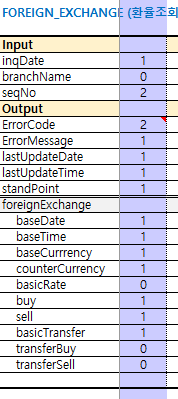 FOREIGN_EXCHANGE (환율조회
Input
inqDate 1
branchName 0
seqNo 2
Output
ErrorCode 2
ErrorMessage 1
lastUpdateDate 1
lastUpdateTime 1
standPoint 1
foreignExchange
baseDate 1
baseTime 1
baseCurrrency 1
counterCurrency 1
basicRate 0
buy 1
sell 1
basicTransfer 1
transferBuy 0
transferSell 0